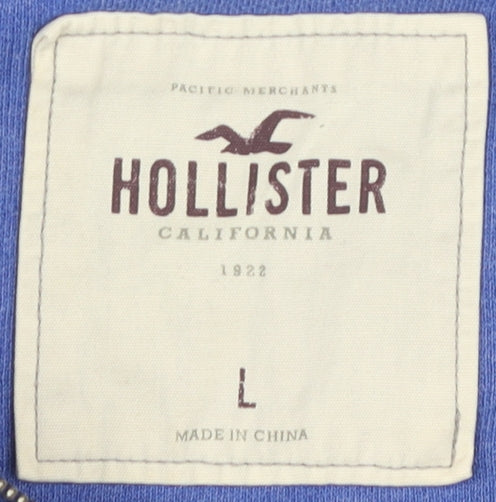 PACIFIC MERCHANTS
HOLLISTER
CALIFORNIA
1922
L
MADE IN CHINA